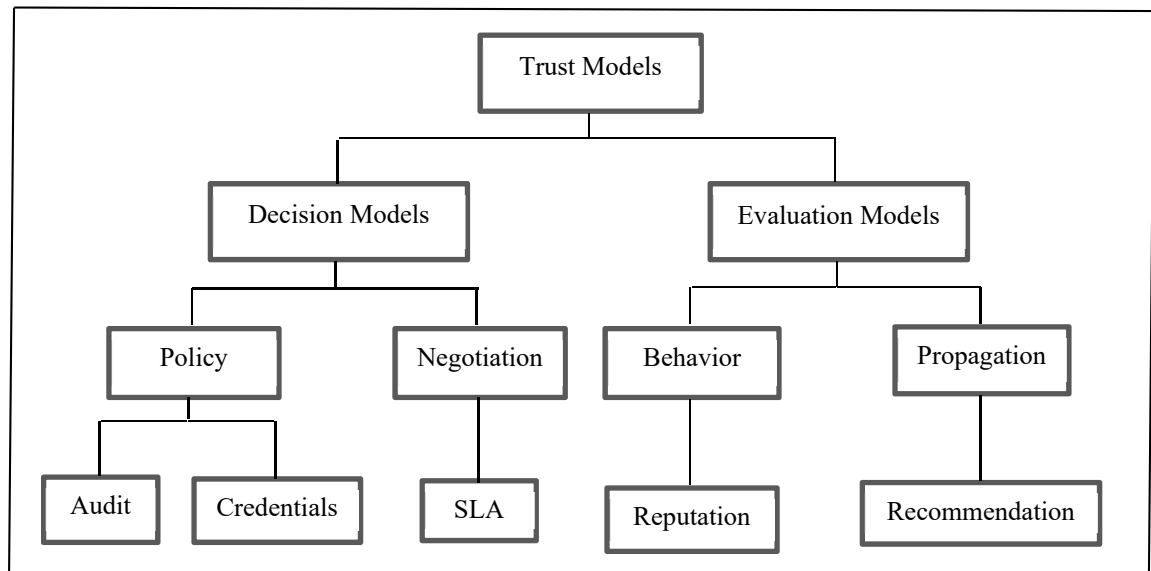 Trust Models
Decision Models
Evaluation Models
Policy
Negotiation
Behavior
Propagation
Audit
Credentials
SLA
Reputation
Recommendation